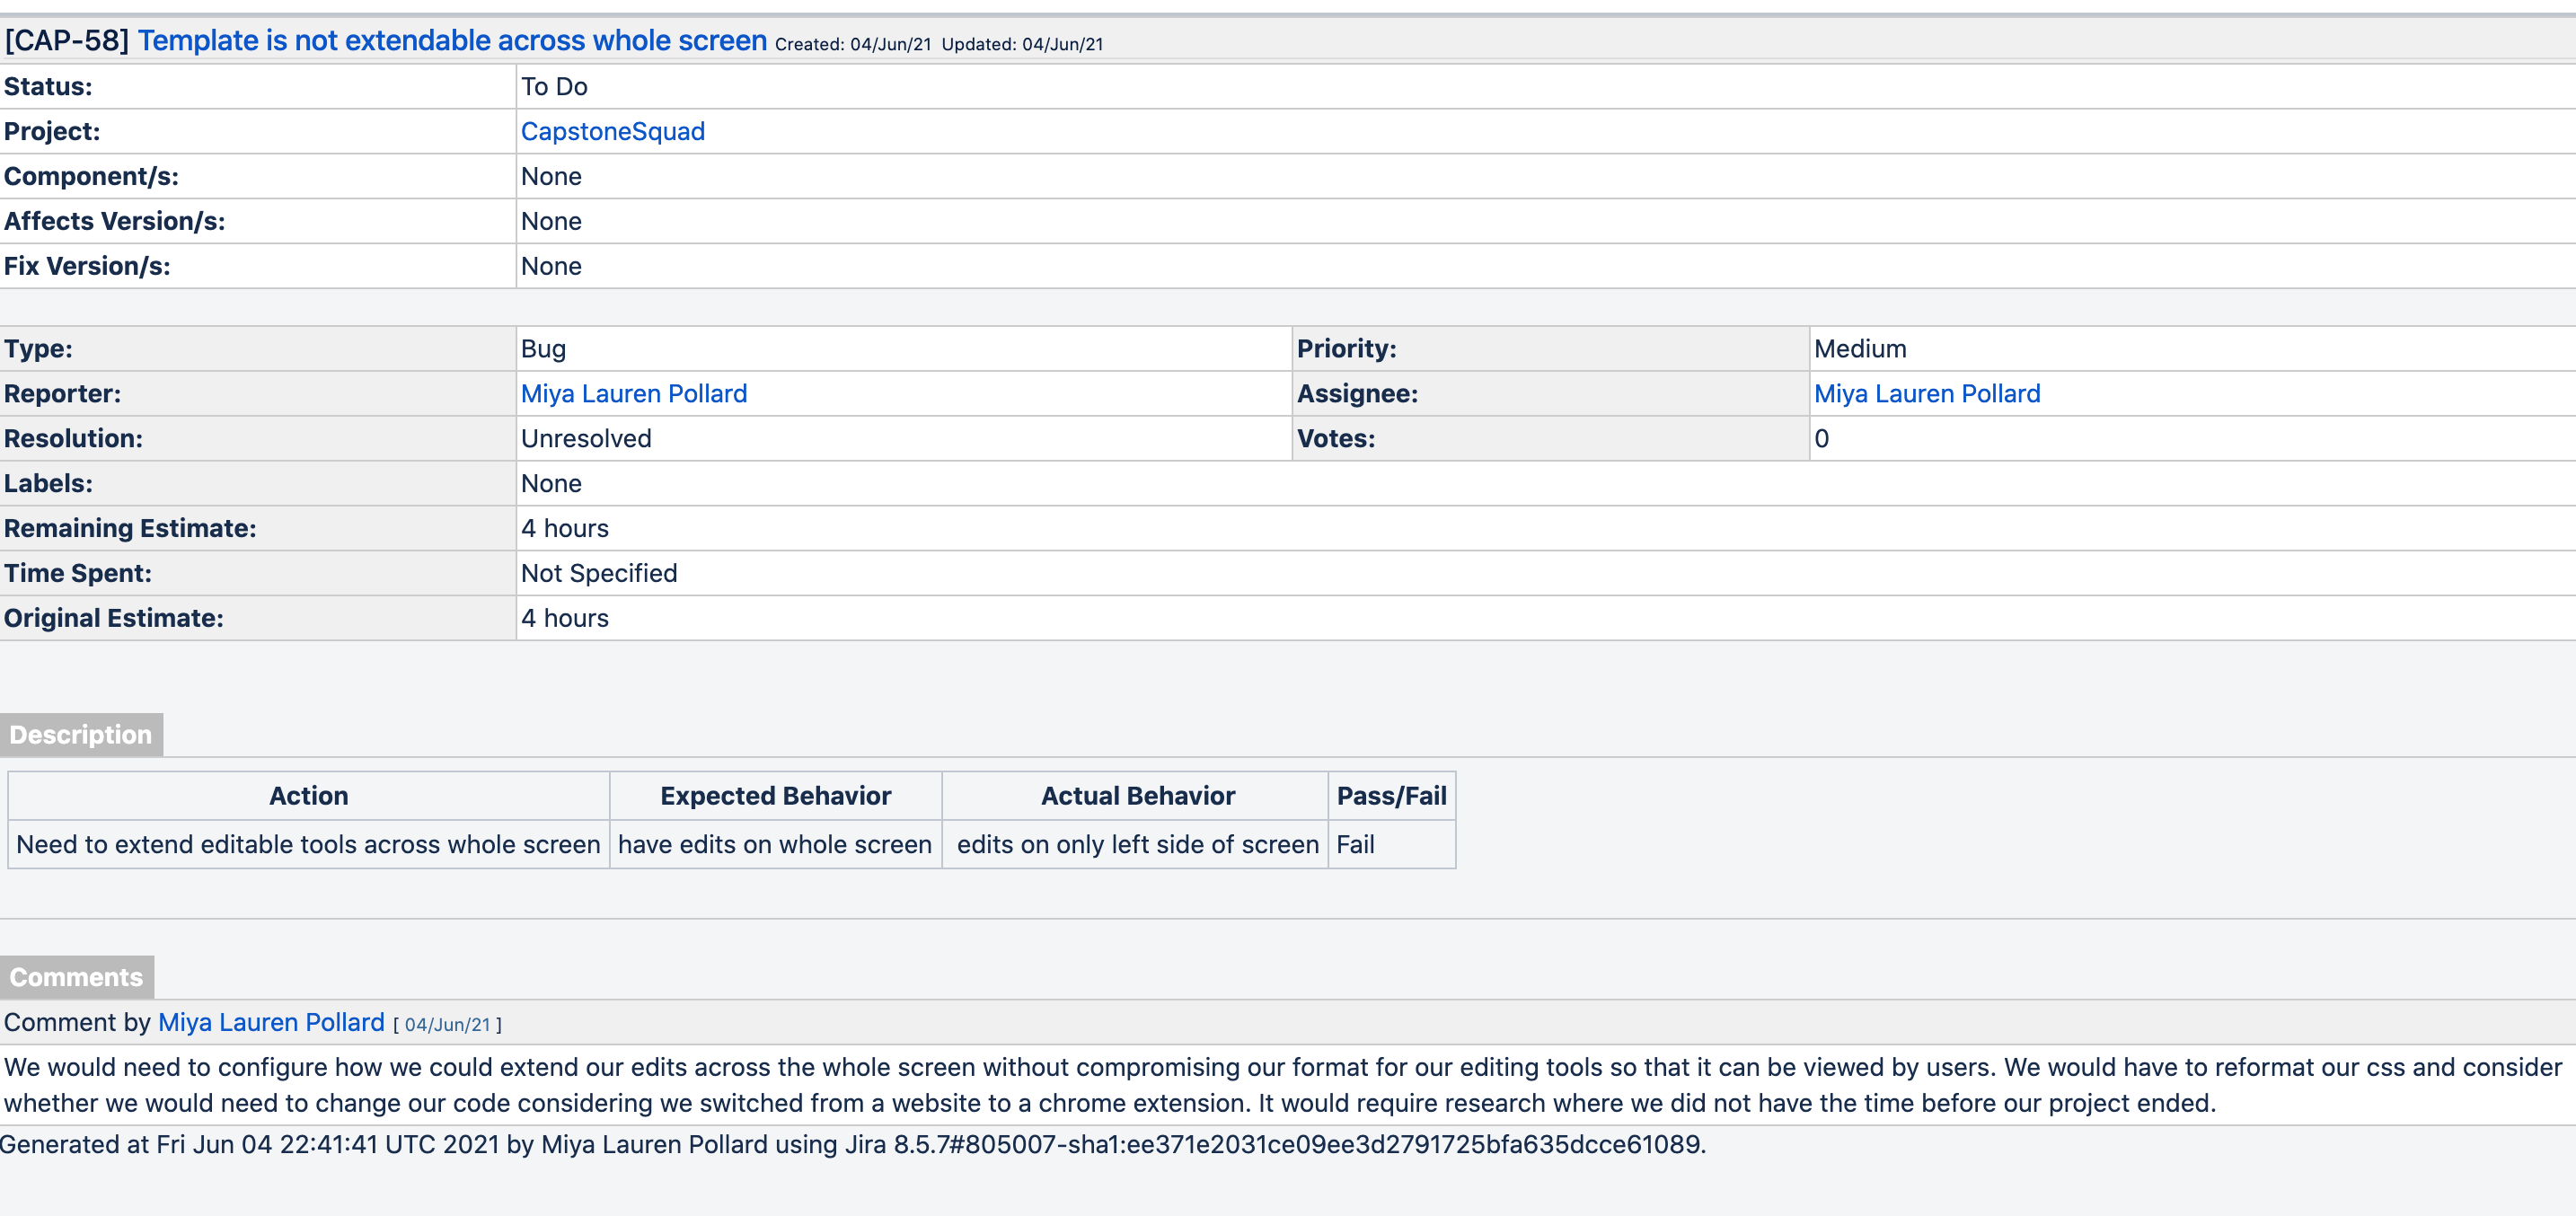 [CAP-58] Template is not extendable across whole screen Created: 04/Jun/21 Updated: 04/Jun/21
Status: To Do
Project: CapstoneSquad
Component/s: None
Affects Version/s: None
Fix Version/s: None
Type: Bug Priority: Medium
Reporter: Miya Lauren Pollard Assignee: Miya Lauren Pollard
Resolution: Unresolved Votes: 0
Labels: None
Remaining Estimate: 4 hours
Time Spent: Not Specified
Original Estimate: 4 hours
Description
Action Expected Behavior Actual Behavior Pass/Fail
Need to extend editable tools across whole screen have edits on whole screen edits on only left side of screen Fail
Comments
Comment by Miya Lauren Pollard [ 04/Jun/21 ]
We would need to configure how we could extend our edits across the whole screen without compromising our format for our editing tools so that it can be viewed by users. We would have to reformat our css and consider
whether we would need to change our code considering we switched from a website to a chrome extension. It would require research where we did not have the time before our project ended.
Generated at Fri Jun 04 22:41:41 UTC 2021 by Miya Lauren Pollard using Jira 8.5.7#805007-sha1:ee371e2031ce09ee3d2791725bfa635dcce61089.